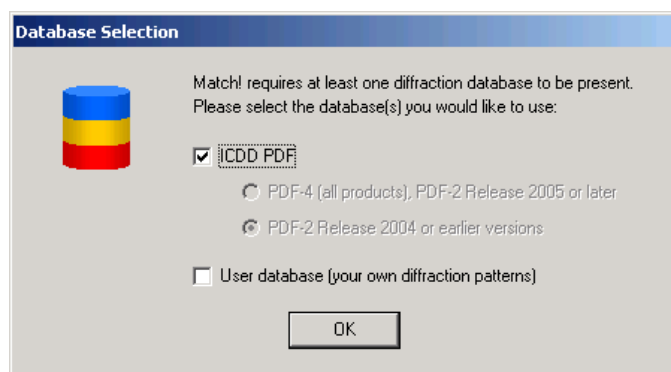 Database Selection
Match! requires at least one diffraction database to be present.
Please select the database(s) you would like to use:
ICDD PDF
PDF-4 (all products), PDF-2 Release 2005 or later
PDF-2 Release 2004 or earlier versions
User database (your own diffraction patterns)
OK